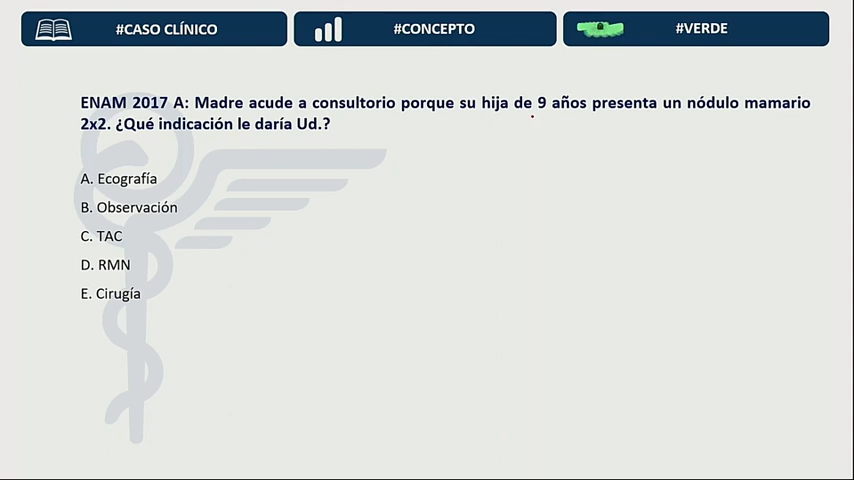 #CASO CLÍNICO
#CONCEPTO
#VERDE
ENAM 2017 A: Madre acude a consultorio porque su hija de 9 años presenta un nódulo mamario
2x2. ¿Qué indicación le daría Ud.?
A. Ecografía
B. Observación
C. TAC
D. RMN
E. Cirugía